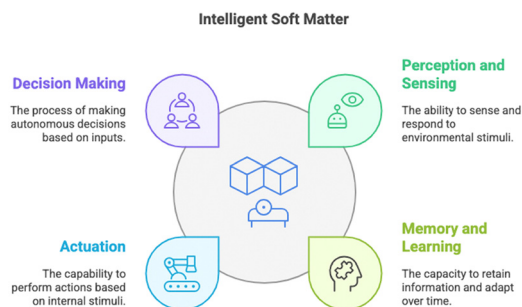 Intelligent Soft Matter
Decision Making
The process of making
autonomous decisions
based on inputs.
Perception and
Sensing
The ability to sense and
respond to
environmental stimuli.
Actuation
The capability to
perform actions based
on internal stimuli.
Memory and
Learning
The capacity to retain
information and adapt
over time.